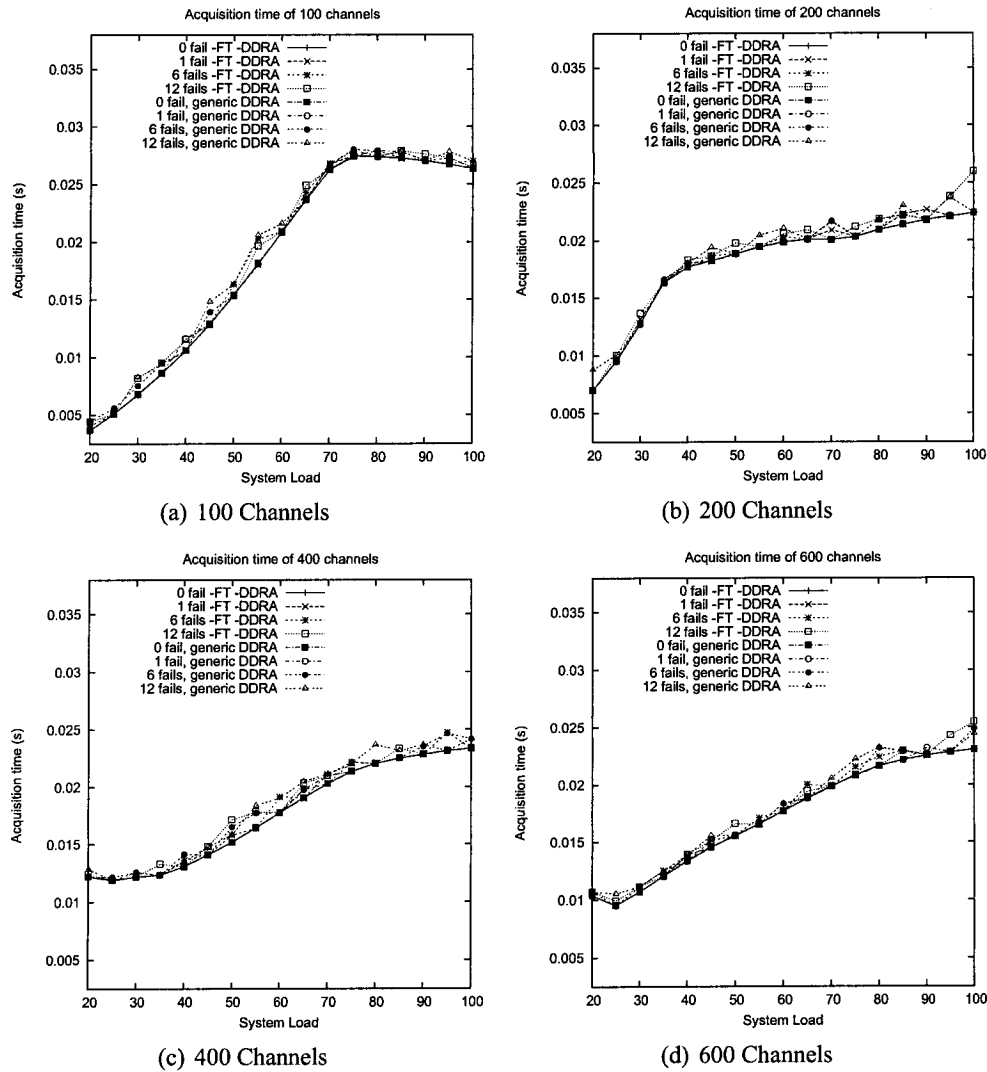 Acquisition time of 100 channels
0 fail -FT -DDRA
1 fail -FT -DDRA
6 fails -FT -DDRA
12 fails -FT -DDRA
0 fail, generic DDRA
1 fail, generic DDRA
6 fails, generic DDRA
12 fails, generic DDRA
0.035
0.03
0.025
0.02
0.015
0.01
0.005
Acquisition time (s)
20 30 40 50 60 70 80 90 100
System Load
(a) 100 Channels
Acquisition time of 200 channels
0 fail -FT -DDRA
1 fail -FT -DDRA
6 fails -FT -DDRA
12 fails -FT -DDRA
0 fail, generic DDRA
1 fail, generic DDRA
6 fails, generic DDRA
12 fails, generic DDRA
0.035
0.03
0.025
0.02
0.015
0.01
0.005
Acquisition time (s)
20 30 40 50 60 70 80 90 100
System Load
(b) 200 Channels
Acquisition time of 400 channels
0 fail -FT -DDRA
1 fail -FT -DDRA
6 fails -FT -DDRA
12 fails -FT -DDRA
0 fail, generic DDRA
1 fail, generic DDRA
6 fails, generic DDRA
12 fails, generic DDRA
0.035
0.03
0.025
0.02
0.015
0.01
0.005
Acquisition time (s)
20 30 40 50 60 70 80 90 100
System Load
(c) 400 Channels
Acquisition time of 600 channels
0 fail -FT -DDRA
1 fail -FT -DDRA
6 fails -FT -DDRA
12 fails -FT -DDRA
0 fail, generic DDRA
1 fail, generic DDRA
6 fails, generic DDRA
12 fails, generic DDRA
0.035
0.03
0.025
0.02
0.015
0.01
0.005
Acquisition time (s)
20 30 40 50 60 70 80 90 100
System Load
(d) 600 Channels